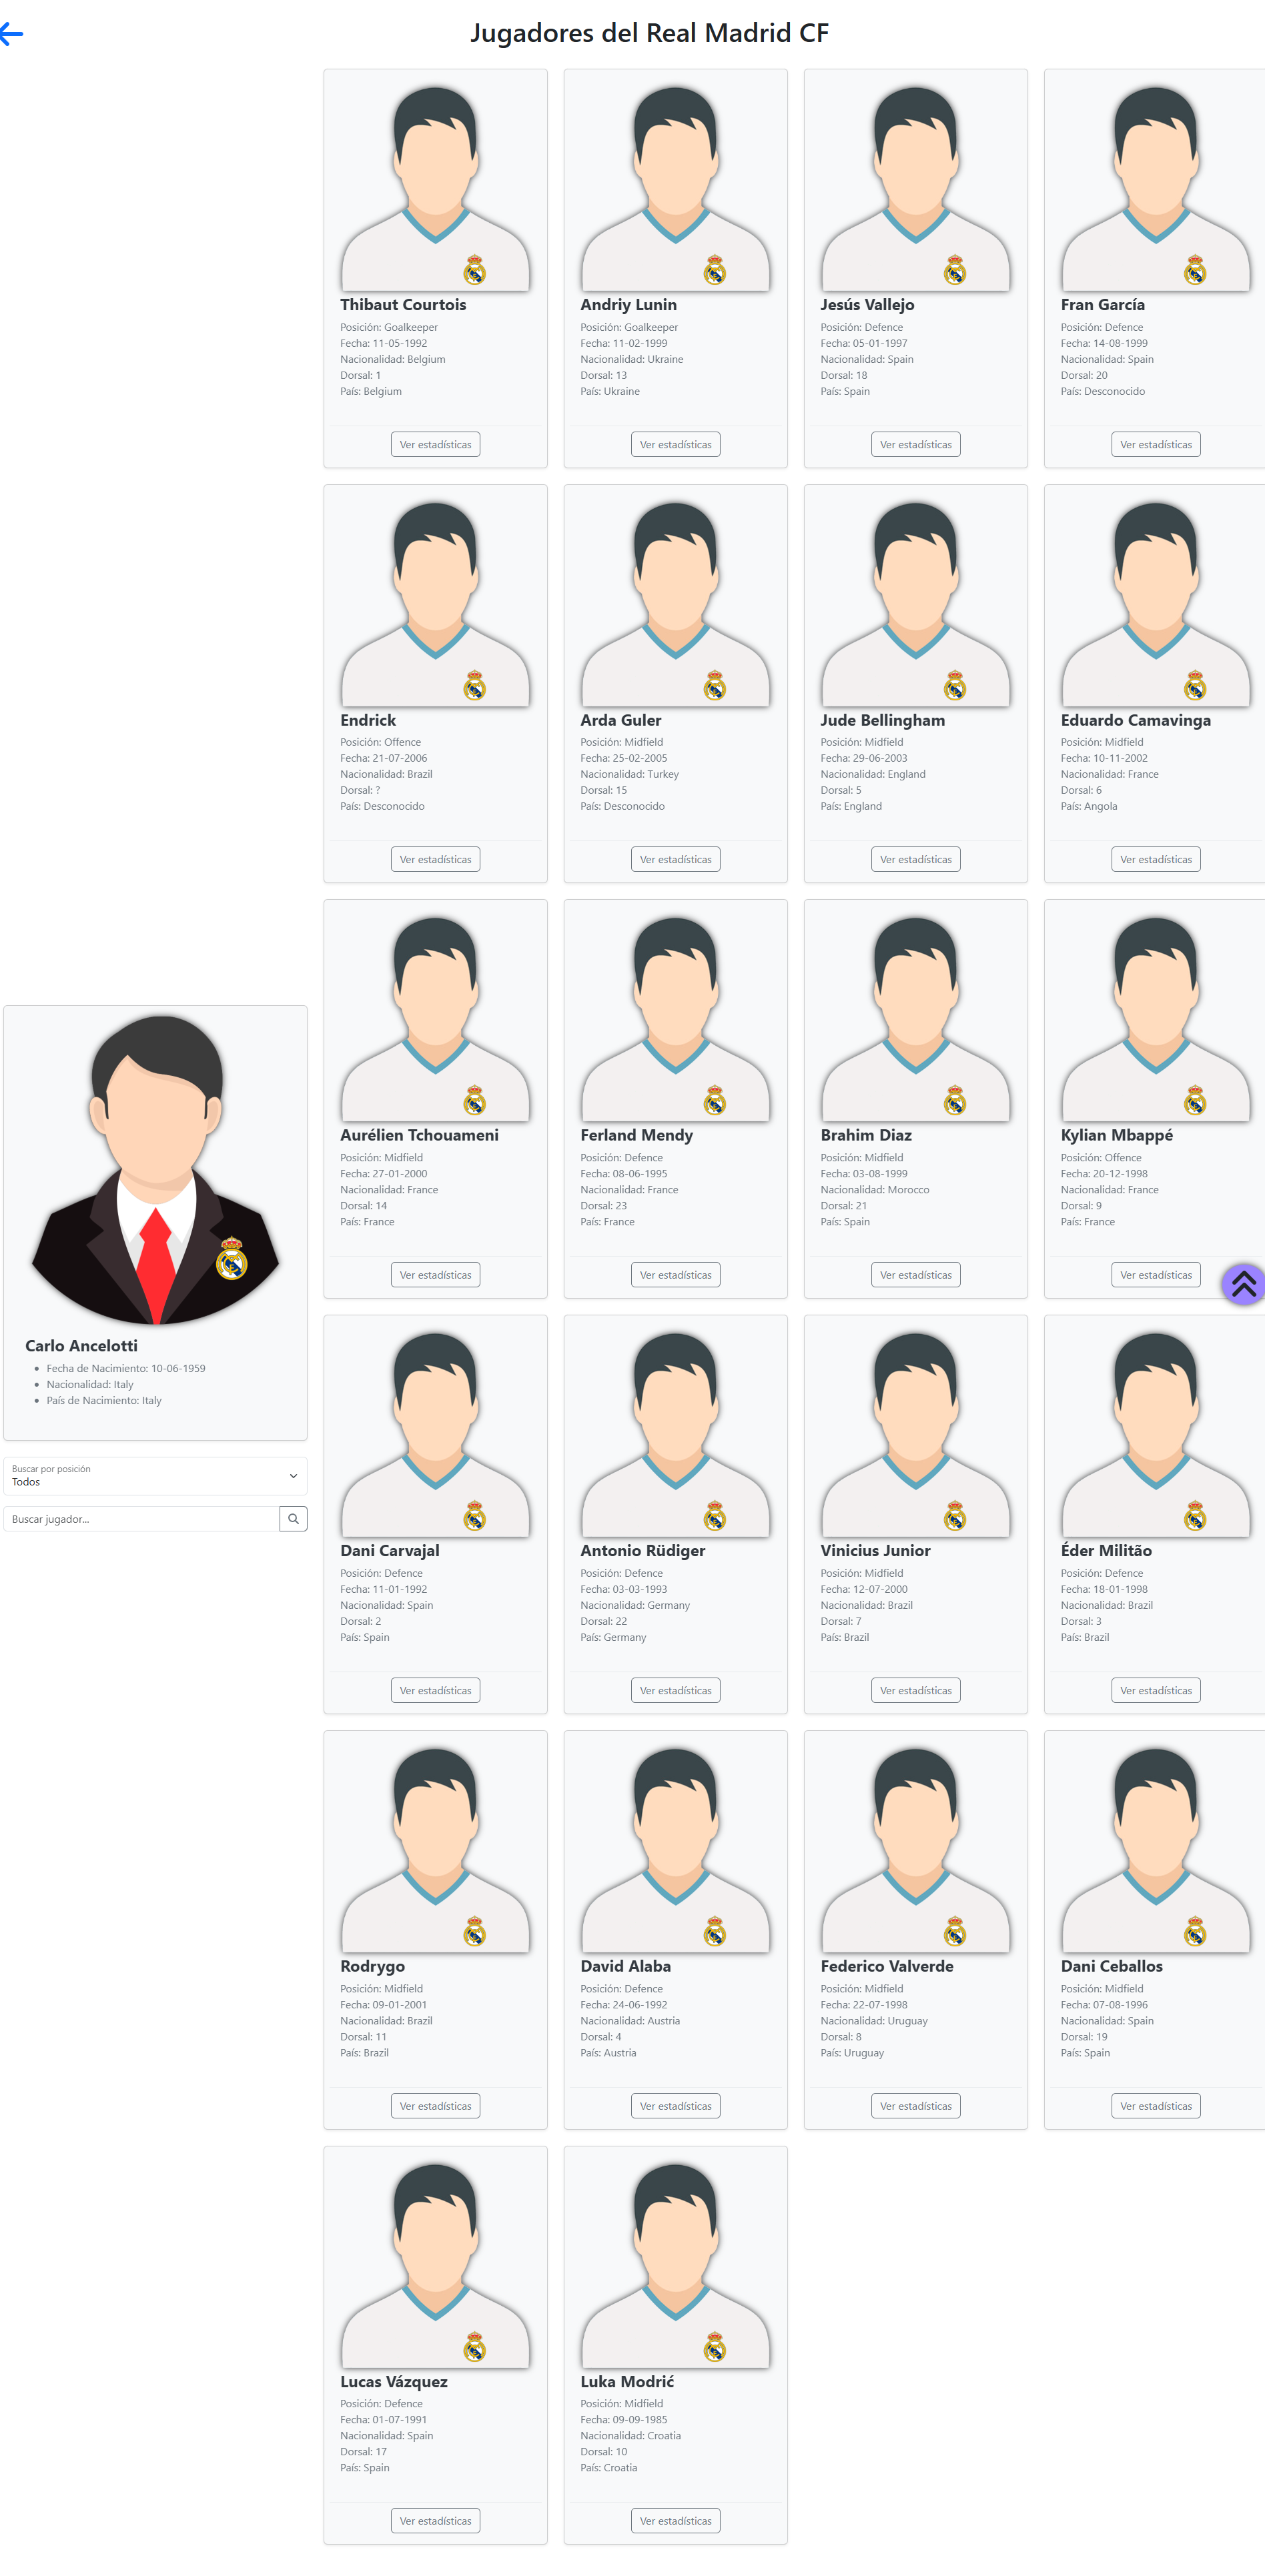 Jugadores del Real Madrid CF
Thibaut Courtois
Posición: Goalkeeper
Fecha: 11-05-1992
Nacionalidad: Belgium
Dorsal: 1
País: Belgium
Ver estadísticas
Andriy Lunin
Posición: Goalkeeper
Fecha: 11-02-1999
Nacionalidad: Ukraine
Dorsal: 13
País: Ukraine
Ver estadísticas
Jesús Vallejo
Posición: Defence
Fecha: 05-01-1997
Nacionalidad: Spain
Dorsal: 18
País: Spain
Ver estadísticas
Fran García
Posición: Defence
Fecha: 14-08-1999
Nacionalidad: Spain
Dorsal: 20
País: Desconocido
Ver estadísticas
Endrick
Posición: Offence
Fecha: 21-07-2006
Nacionalidad: Brazil
Dorsal: ?
País: Desconocido
Ver estadísticas
Arda Guler
Posición: Midfield
Fecha: 25-02-2005
Nacionalidad: Turkey
Dorsal: 15
País: Desconocido
Ver estadísticas
Jude Bellingham
Posición: Midfield
Fecha: 29-06-2003
Nacionalidad: England
Dorsal: 5
País: England
Ver estadísticas
Eduardo Camavinga
Posición: Midfield
Fecha: 10-11-2002
Nacionalidad: France
Dorsal: 6
País: Angola
Ver estadísticas
Carlo Ancelotti
Fecha de Nacimiento: 10-06-1959
Nacionalidad: Italy
País de Nacimiento: Italy
Buscar por posición
Todos
Buscar jugador...
Aurélien Tchouameni
Posición: Midfield
Fecha: 27-01-2000
Nacionalidad: France
Dorsal: 14
País: France
Ver estadísticas
Ferland Mendy
Posición: Defence
Fecha: 08-06-1995
Nacionalidad: France
Dorsal: 23
País: France
Ver estadísticas
Brahim Diaz
Posición: Midfield
Fecha: 03-08-1999
Nacionalidad: Morocco
Dorsal: 21
País: Spain
Ver estadísticas
Kylian Mbappé
Posición: Offence
Fecha: 20-12-1998
Nacionalidad: France
Dorsal: 9
País: France
Ver estadísticas
Dani Carvajal
Posición: Defence
Fecha: 11-01-1992
Nacionalidad: Spain
Dorsal: 2
País: Spain
Ver estadísticas
Antonio Rüdiger
Posición: Defence
Fecha: 03-03-1993
Nacionalidad: Germany
Dorsal: 22
País: Germany
Ver estadísticas
Vinicius Junior
Posición: Midfield
Fecha: 12-07-2000
Nacionalidad: Brazil
Dorsal: 7
País: Brazil
Ver estadísticas
Éder Militão
Posición: Defence
Fecha: 18-01-1998
Nacionalidad: Brazil
Dorsal: 3
País: Brazil
Ver estadísticas
Rodrygo
Posición: Midfield
Fecha: 09-01-2001
Nacionalidad: Brazil
Dorsal: 11
País: Brazil
Ver estadísticas
David Alaba
Posición: Defence
Fecha: 24-06-1992
Nacionalidad: Austria
Dorsal: 4
País: Austria
Ver estadísticas
Federico Valverde
Posición: Midfield
Fecha: 22-07-1998
Nacionalidad: Uruguay
Dorsal: 8
País: Uruguay
Ver estadísticas
Dani Ceballos
Posición: Midfield
Fecha: 07-08-1996
Nacionalidad: Spain
Dorsal: 19
País: Spain
Ver estadísticas
Lucas Vázquez
Posición: Defence
Fecha: 01-07-1991
Nacionalidad: Spain
Dorsal: 17
País: Spain
Ver estadísticas
Luka Modrić
Posición: Midfield
Fecha: 09-09-1985
Nacionalidad: Croatia
Dorsal: 10
País: Croatia
Ver estadísticas